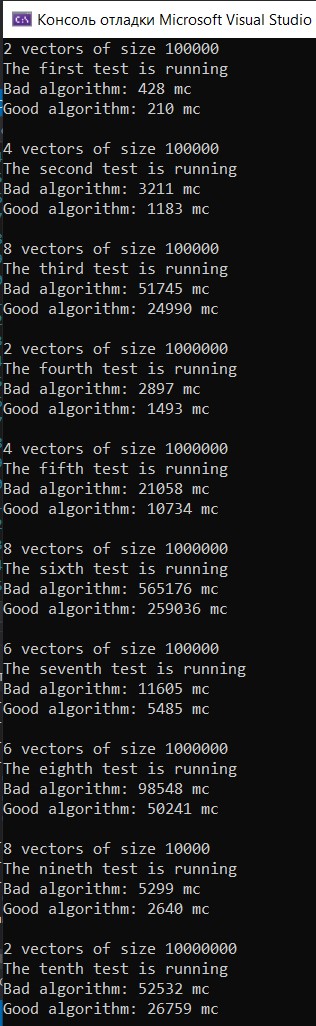 Консоль отладки Microsoft Visual Studio
2 vectors of size 100000
The first test is running
Bad algorithm: 428 mc
Good algorithm: 210 mc
4 vectors of size 100000
The second test is running
Bad algorithm: 3211 mc
Good algorithm: 1183 mc
8 vectors of size 100000
The third test is running
Bad algorithm: 51745 mc
Good algorithm: 24990 mc
2 vectors of size 1000000
The fourth test is running
Bad algorithm: 2897 mc
Good algorithm: 1493 mc
4 vectors of size 1000000
The fifth test is running
Bad algorithm: 21058 mc
Good algorithm: 10734 mc
8 vectors of size 1000000
The sixth test is running
Bad algorithm: 565176 mc
Good algorithm: 259036 mc
6 vectors of size 100000
The seventh test is running
Bad algorithm: 11605 mc
Good algorithm: 5485 mc
6 vectors of size 1000000
The eighth test is running
Bad algorithm: 98548 mc
Good algorithm: 50241 mc
8 vectors of size 10000
The nineth test is running
Bad algorithm: 5299 mc
Good algorithm: 2640 mc
2 vectors of size 10000000
The tenth test is running
Bad algorithm: 52532 mc
Good algorithm: 26759 mc